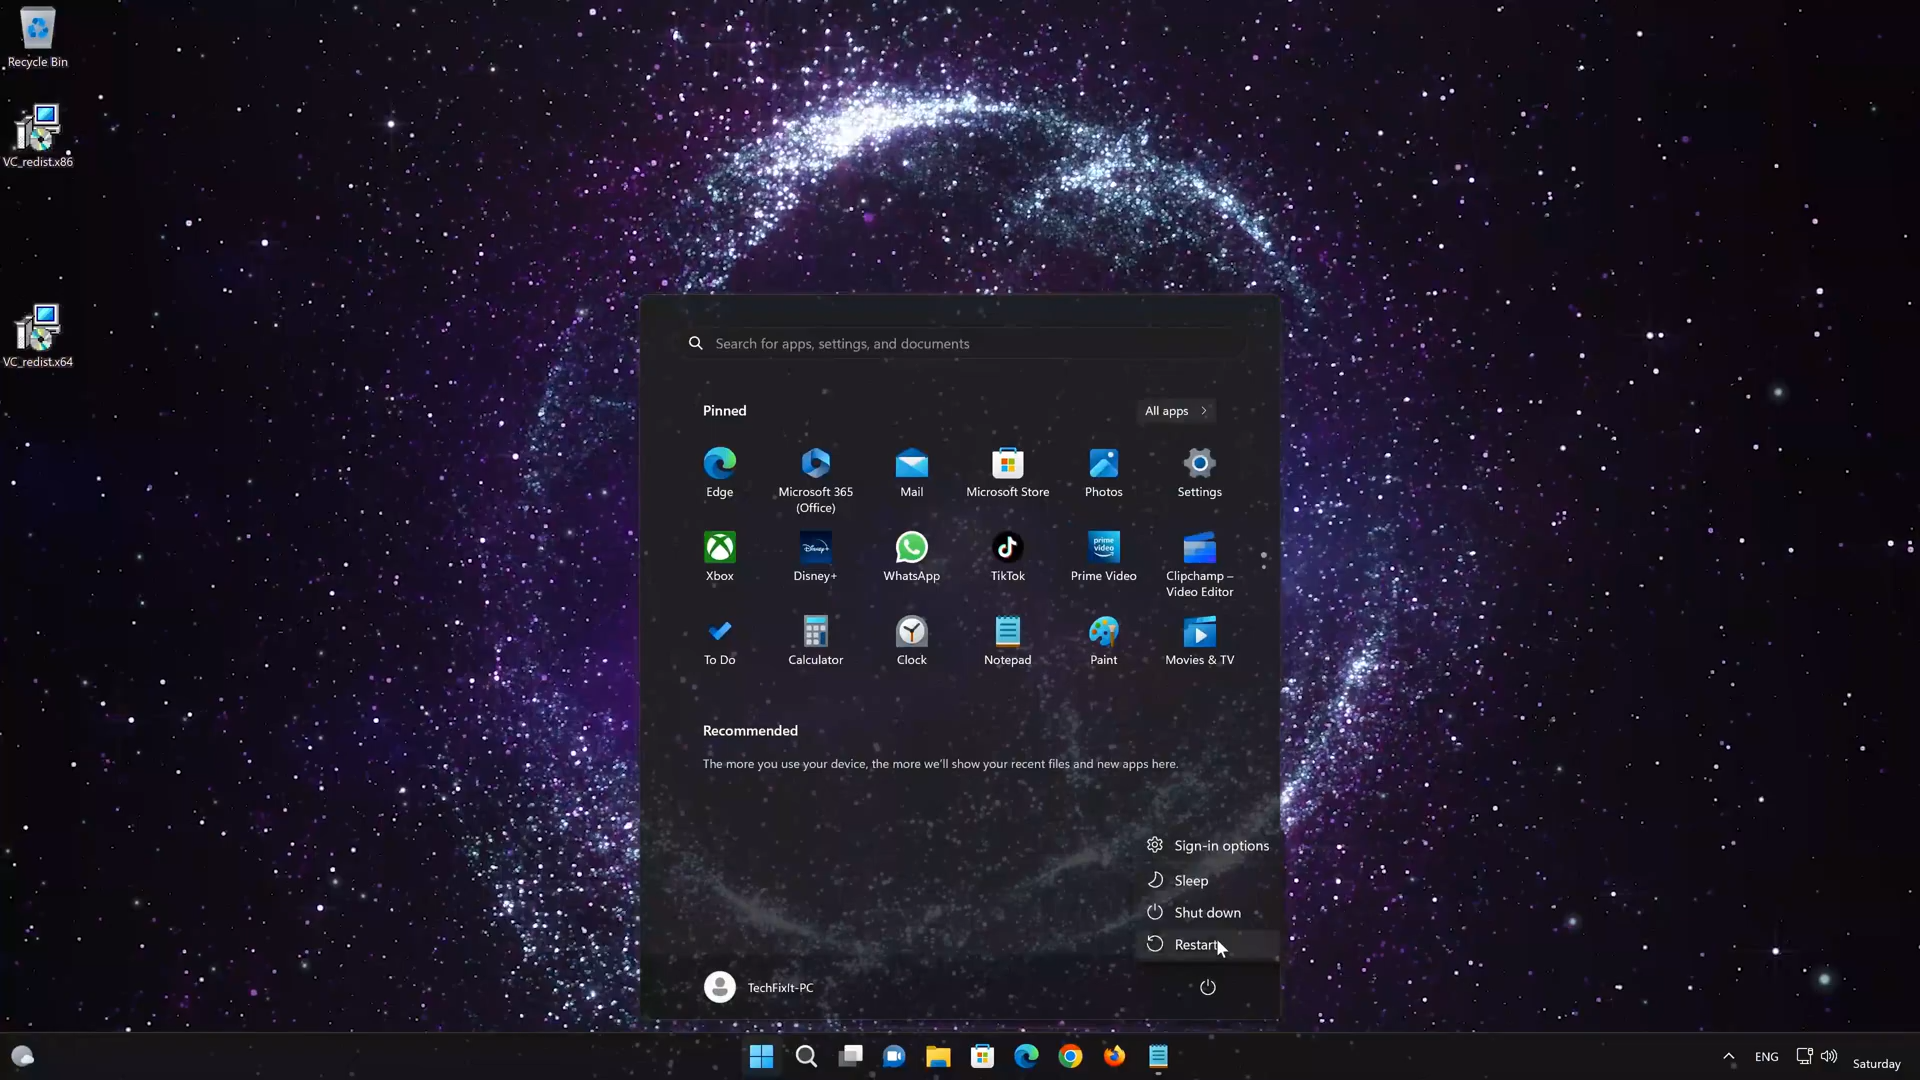 Recycle Bin
VC_redist.x86
VC_redist.x64
Search for apps, settings, and documents
Pinned
All apps
Edge
Microsoft 365
(Office)
Mail
Microsoft Store
Photos
Settings
Xbox
Disney+
WhatsApp
TikTok
prime
video
Prime Video
Clipchamp –
Video Editor
To Do
Calculator
Clock
Notepad
Paint
Movies & TV
Recommended
The more you use your device, the more we'll show your recent files and new apps here.
Sign-in options
Sleep
Shut down
Restart
TechFixIt-PC
ENG
Saturday